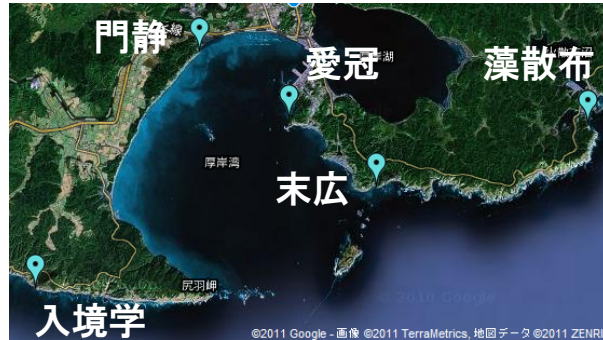 門静
愛冠
藻散布
厚岸湾
末広
尻羽岬
入境学
©2011 Google - 画像 ©2011 TerraMetrics, 地図データ ©2011 ZENRI